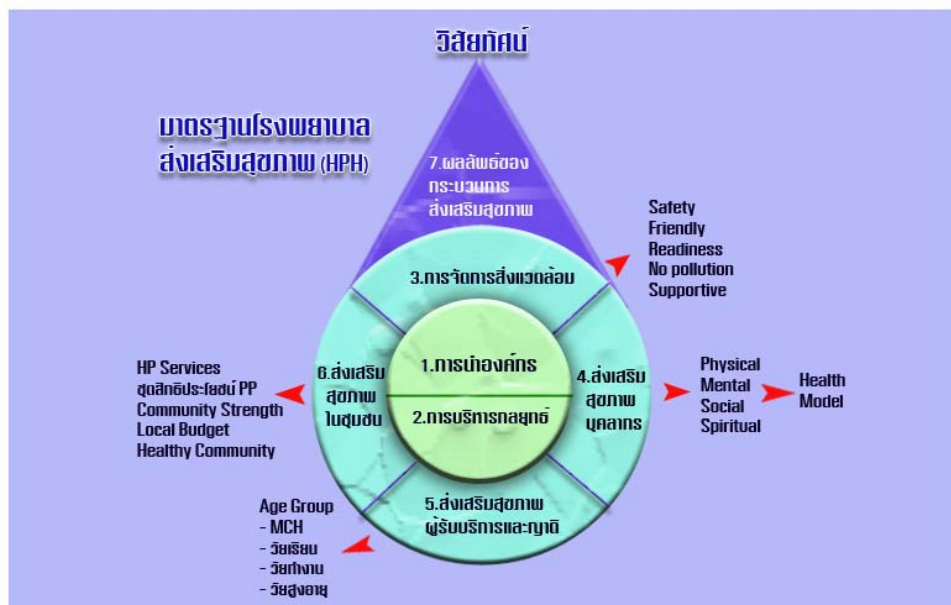 วิสัยทัศน์
มาตรฐานโรงพยาบาล
ส่งเสริมสุขภาพ (HPH)
7.ผลลัพธ์ของ
กระบวนการ
ส่งเสริมสุขภาพ
Safety
Friendly
Readiness
No pollution
Supportive
3.การจัดการสิ่งแวดล้อม
1.การนำองค์กร
2.การบริหารกลยุทธ์
4.ส่งเสริม
สุขภาพ
บุคลากร
Physical
Mental
Social
Spiritual
Health
Model
6.ส่งเสริม
สุขภาพ
ในชุมชน
HP Services
ชุดสิทธิประโยชน์ PP
Community Strength
Local Budget
Healthy Community
5.ส่งเสริมสุขภาพ
ผู้รับบริการและญาติ
Age Group
- MCH
- วัยเรียน
- วัยทำงาน
- วัยสูงอายุ